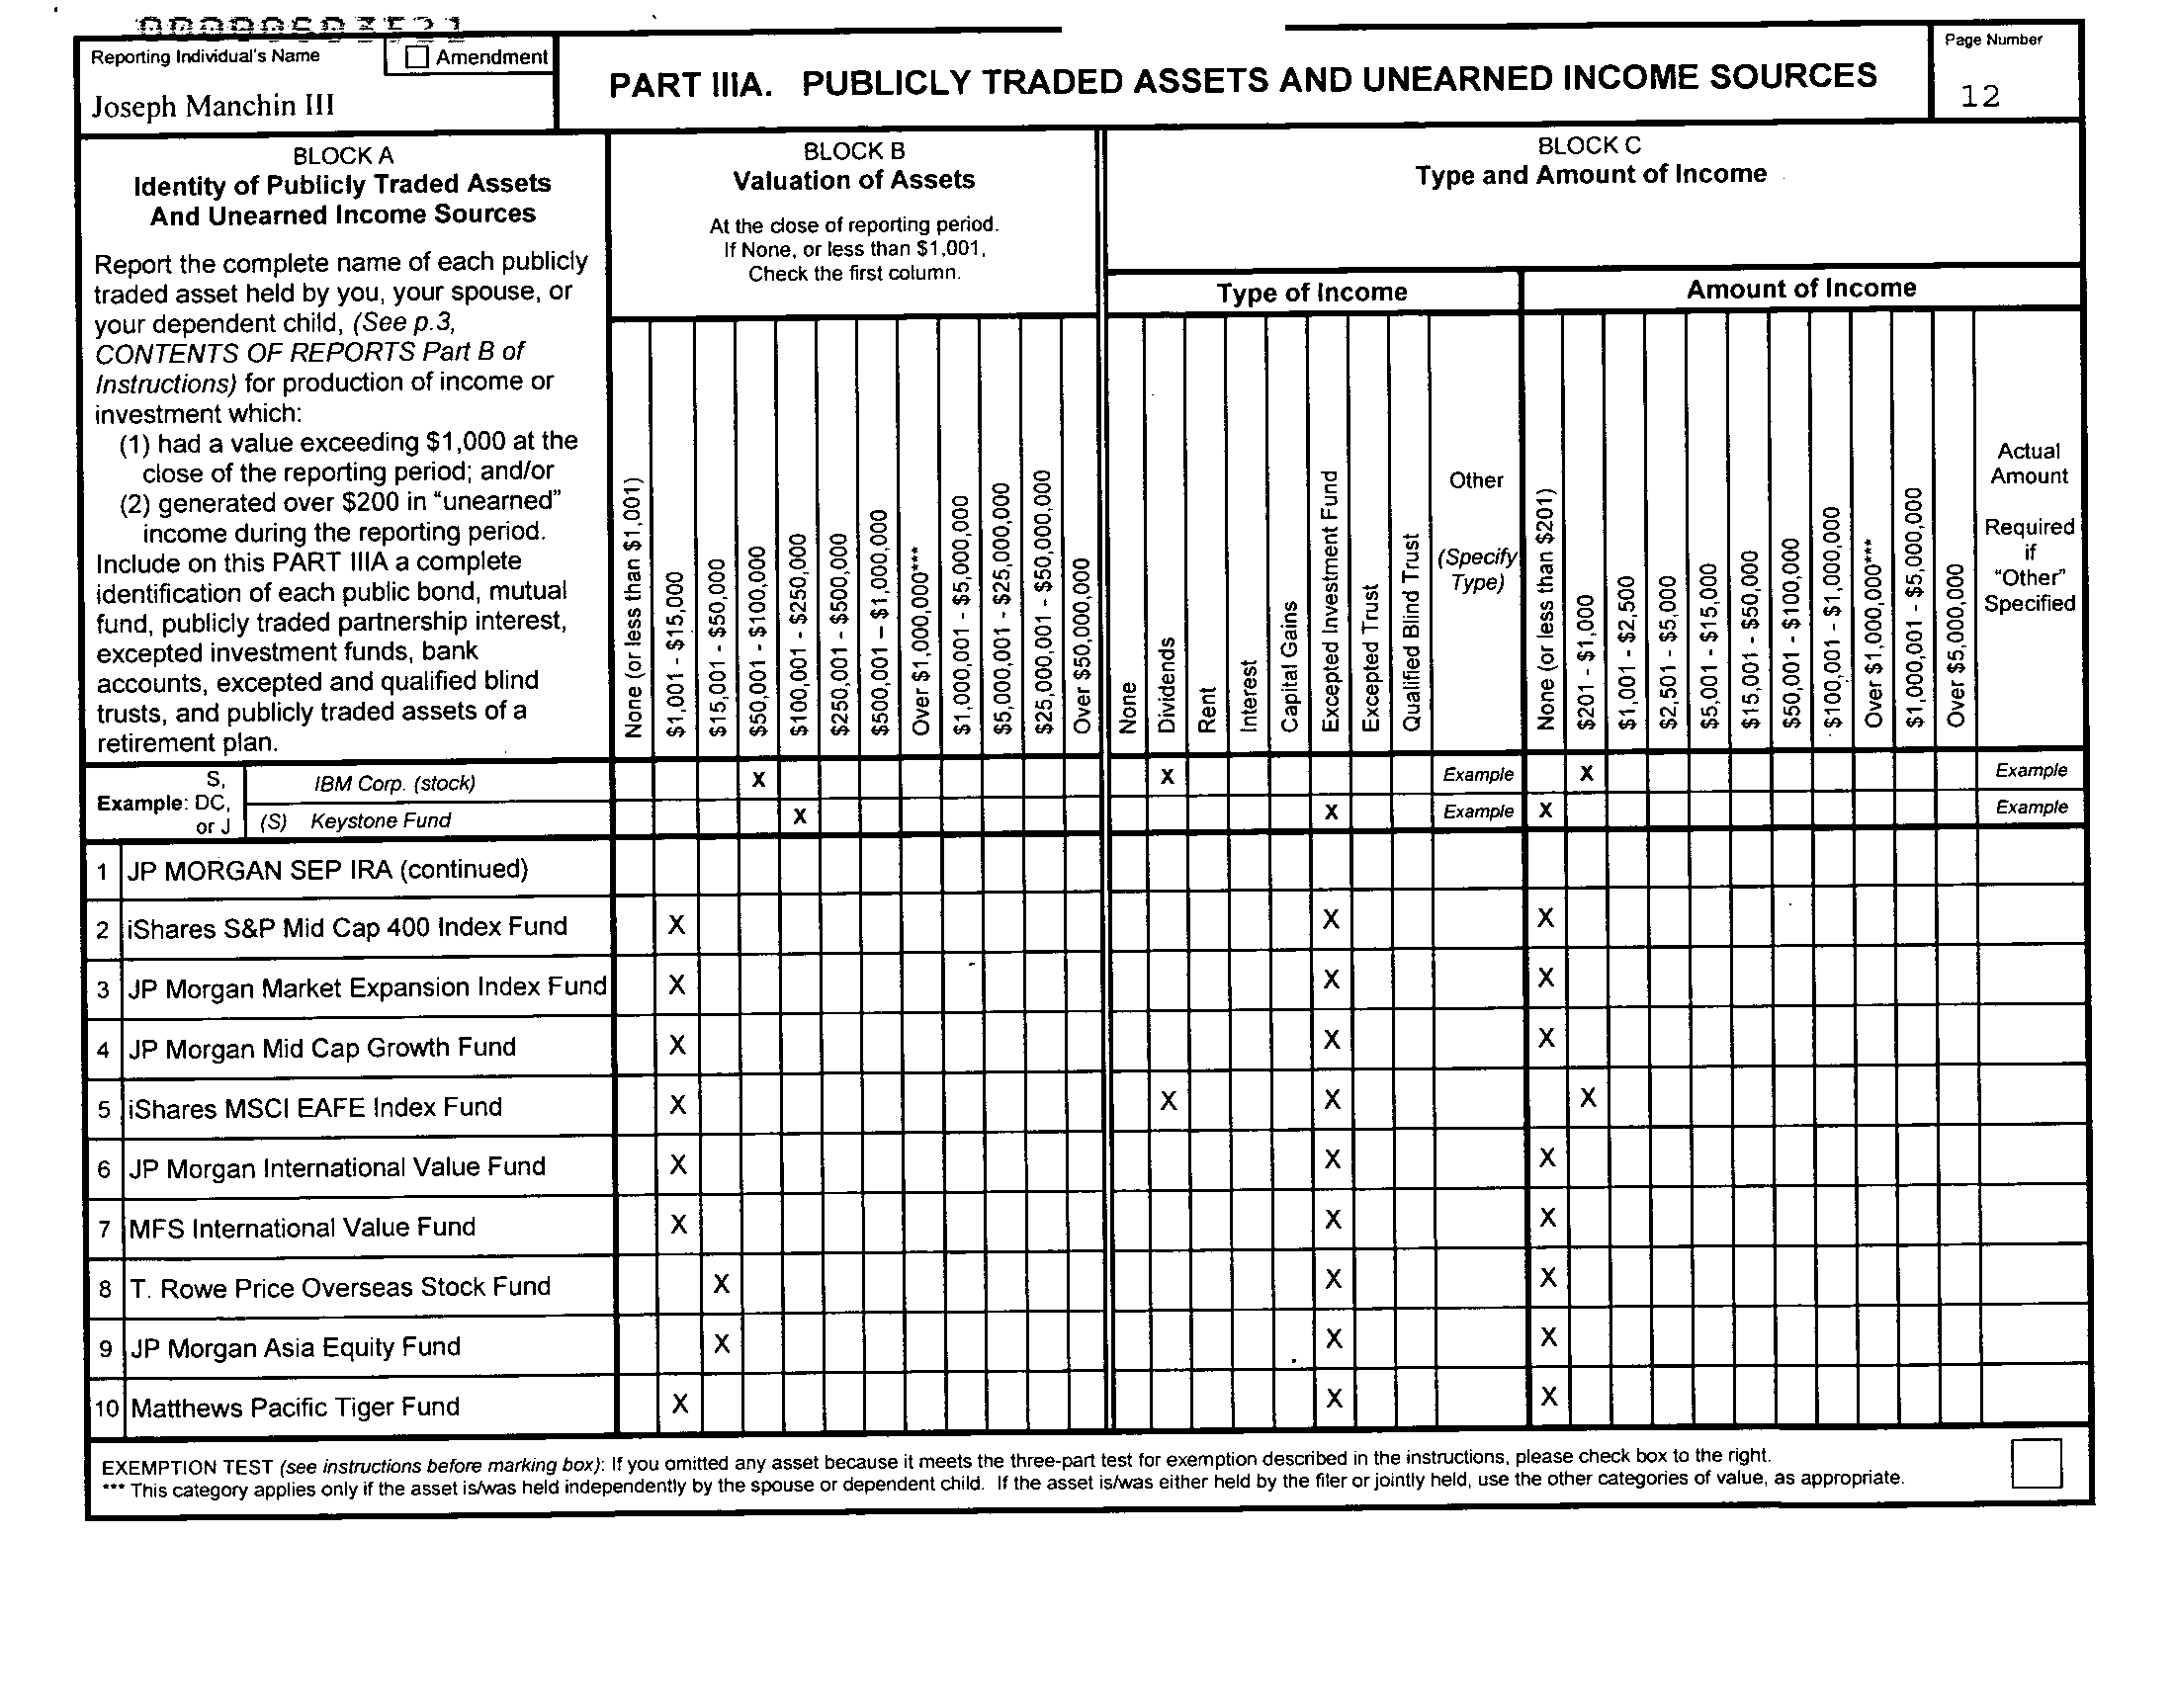 Reporting Individual's Name
Amendment
Joseph Manchin III
PART IIIA. PUBLICLY TRADED ASSETS AND UNEARNED INCOME SOURCES
Page Number
12
BLOCK A
Identity of Publicly Traded Assets
And Unearned Income Sources
Report the complete name of each publicly
traded asset held by you, your spouse, or
your dependent child, (See p.3,
CONTENTS OF REPORTS Part B of
Instructions) for production of income or
investment which:
(1) had a value exceeding $1,000 at the
close of the reporting period; and/or
(2) generated over $200 in “unearned”
income during the reporting period.
Include on this PART IIIA a complete
identification of each public bond, mutual
fund, publicly traded partnership interest,
excepted investment funds, bank
accounts, excepted and qualified blind
trusts, and publicly traded assets of a
retirement plan.
BLOCK B
Valuation of Assets
At the close of reporting period.
If None, or less than $1,001,
Check the first column.
None (or less than $1,001)
$1,001 - $15,000
$15,001 - $50,000
$50,001 - $100,000
$100,001 - $250,000
$250,001 - $500,000
$500,001 – $1,000,000
Over $1,000,000***
$1,000,001 - $5,000,000
$5,000,001 - $25,000,000
$25,000,001 - $50,000,000
Over $50,000,000
BLOCK C
Type and Amount of Income
Type of Income
None
Dividends
Rent
Interest
Capital Gains
Excepted Investment Fund
Excepted Trust
Qualified Blind Trust
Other
(Specify
Type)
Amount of Income
None (or less than $201)
$201 - $1,000
$1,001 - $2,500
$2,501 - $5,000
$5,001 - $15,000
$15,001 - $50,000
$50,001 - $100,000
$100,001 - $1,000,000
Over $1,000,000***
$1,000,001 - $5,000,000
Over $5,000,000
Actual
Amount
Required
if
“Other”
Specified
Example:
S,
DC,
or J
IBM Corp. (stock) X X Example X Example
(S) Keystone Fund X X Example X Example
1 JP MORGAN SEP IRA (continued)
2 iShares S&P Mid Cap 400 Index Fund X X X
3 JP Morgan Market Expansion Index Fund X X X
4 JP Morgan Mid Cap Growth Fund X X X
5 iShares MSCI EAFE Index Fund X X X X
6 JP Morgan International Value Fund X X X
7 MFS International Value Fund X X X
8 T. Rowe Price Overseas Stock Fund X X X
9 JP Morgan Asia Equity Fund X X X
10 Matthews Pacific Tiger Fund X X X
EXEMPTION TEST (see instructions before marking box): If you omitted any asset because it meets the three-part test for exemption described in the instructions, please check box to the right.
*** This category applies only if the asset is/was held independently by the spouse or dependent child. If the asset is/was either held by the filer or jointly held, use the other categories of value, as appropriate.